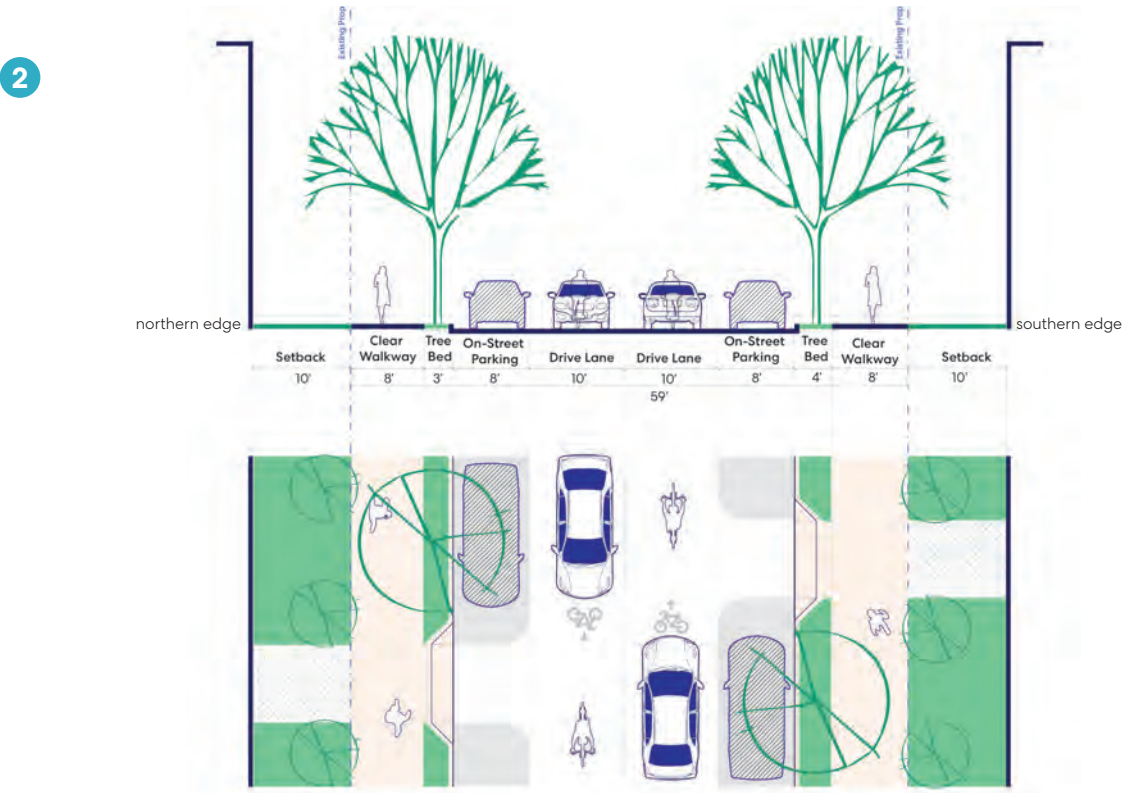 2
Existing Prop
Existing Prop
northern edge
southern edge
Setback
Clear
Walkway
Tree
Bed
On-Street
Parking
Drive Lane
Drive Lane
On-Street
Parking
Tree
Bed
Clear
Walkway
Setback
10'
8'
3'
8'
10'
10'
8'
4'
8'
10'
59'